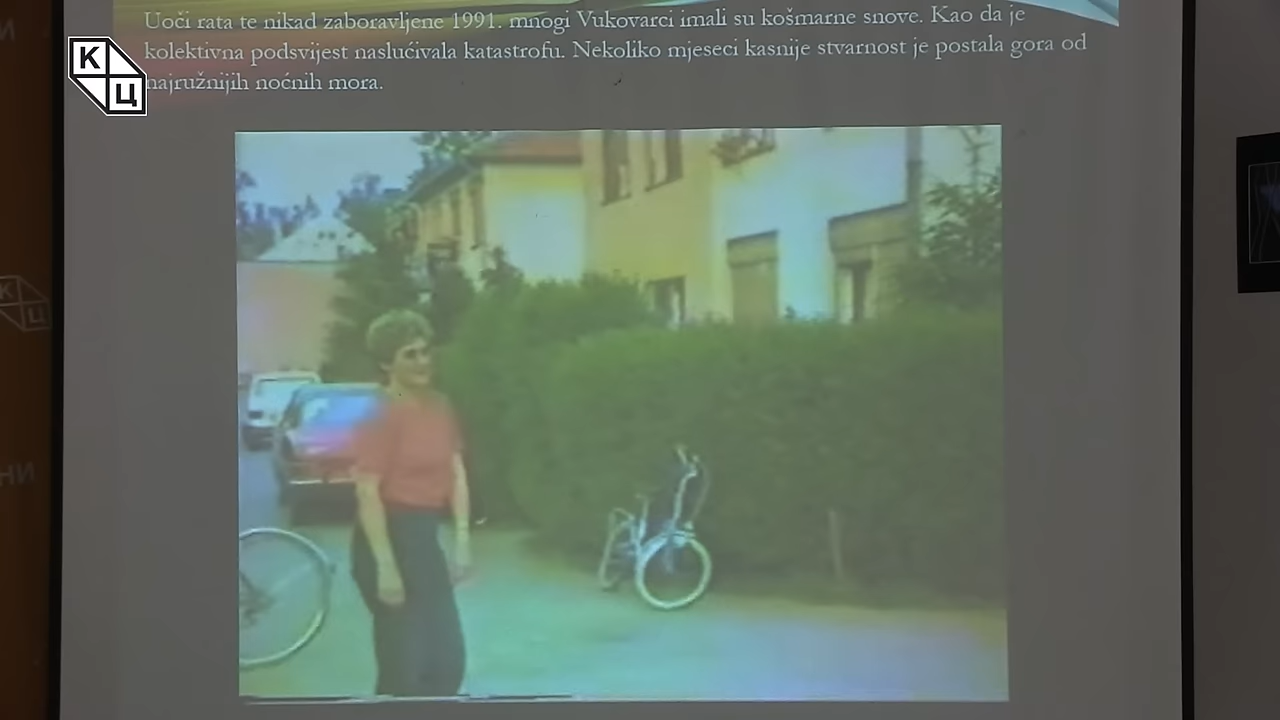 Uoči rata te nikad zaboravljene 1991. mnogi Vukovarci imali su košmarne snove. Kao da je
kolektivna podsvijest naslućivala katastrofu. Nekoliko mjeseci kasnije stvarnost je postala gora od
najružnijih noćnih mora.
К
Ц
К
Ц
НИ